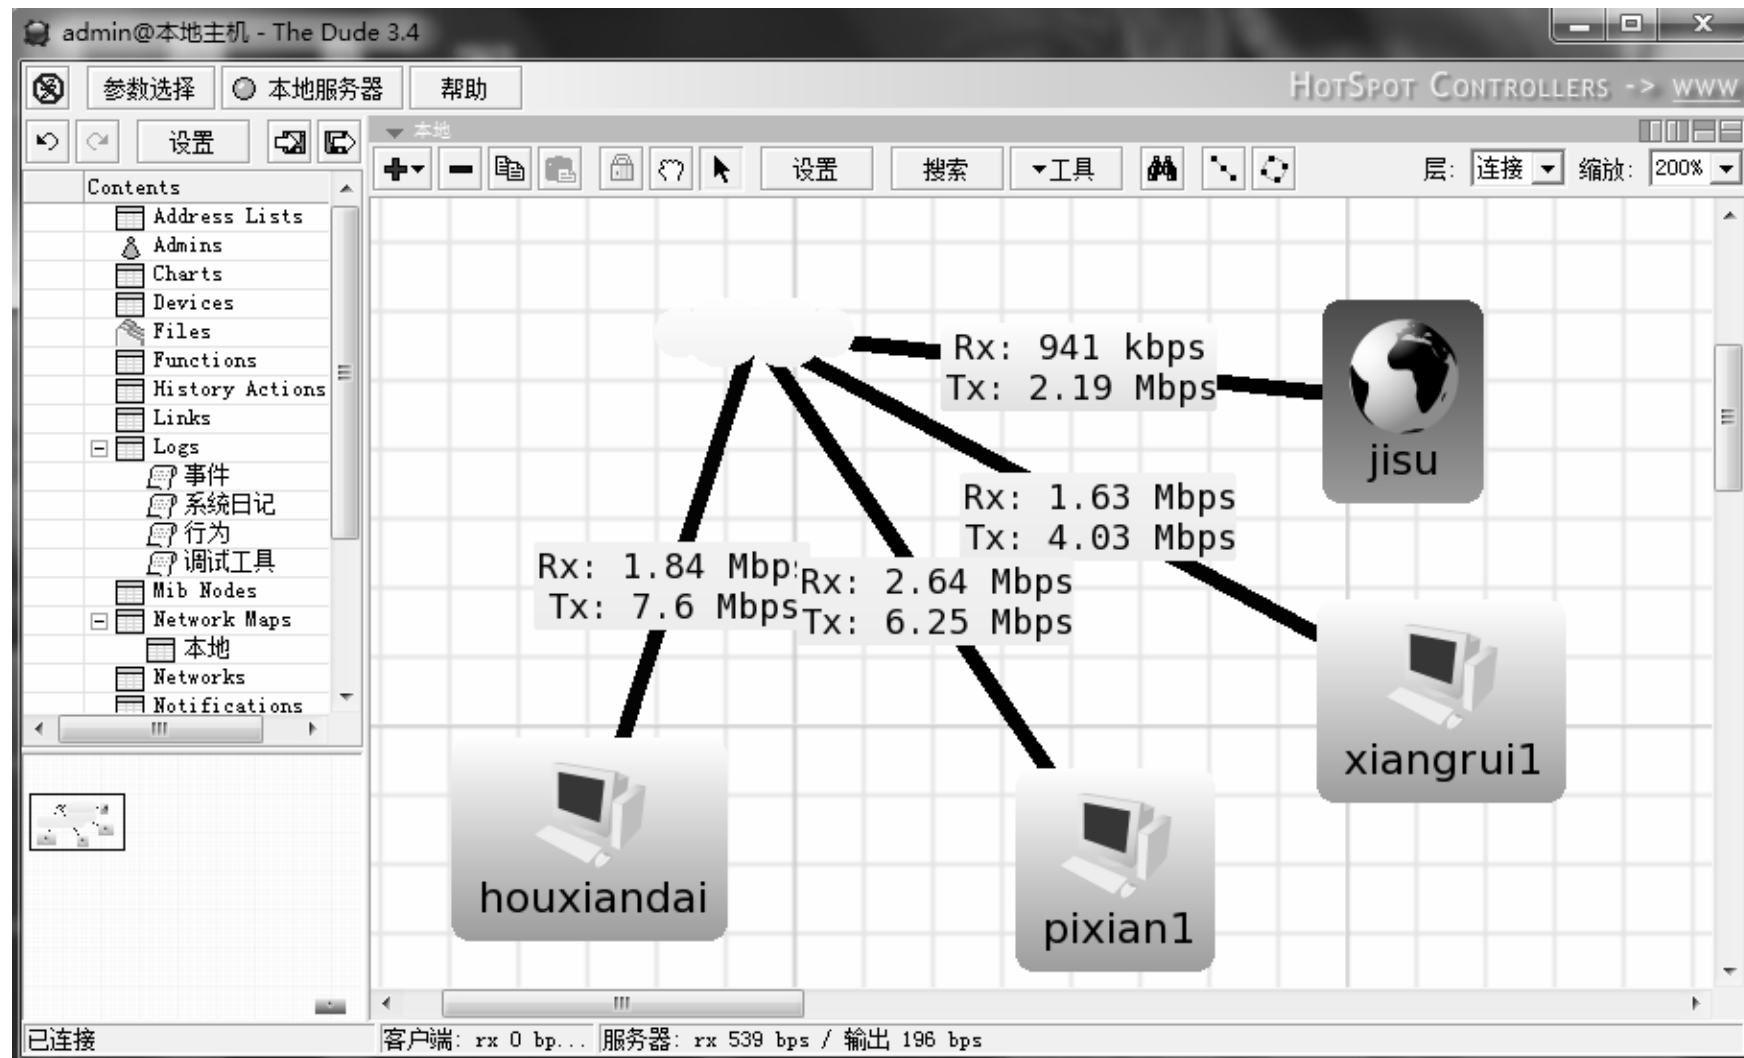 admin@本地主机 - The Dude 3.4
参数选择 本地服务器 帮助
HotSpot Controllers -> www
设置
本地
设置 搜索 工具 层: 连接 缩放: 200%
Contents
Address Lists
Admins
Charts
Devices
Files
Functions
History Actions
Links
Logs
事件
系统日记
行为
调试工具
Mib Nodes
Network Maps
本地
Networks
Notifications
Rx: 941 kbps
Tx: 2.19 Mbps
jisu
Rx: 1.63 Mbps
Tx: 4.03 Mbps
Rx: 1.84 Mbp
Tx: 7.6 Mbps
Rx: 2.64 Mbps
Tx: 6.25 Mbps
xiangrui1
houxiandai
pixian1
已连接
客户端: rx 0 bp...
服务器: rx 539 bps / 输出 196 bps